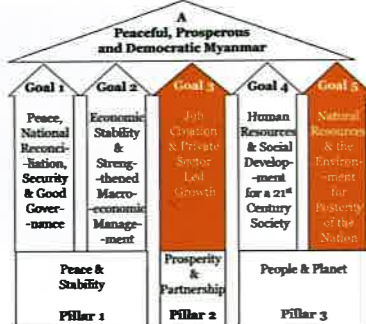 A
Peaceful, Prosperous
and Democratic Myanmar
Goal 1
Peace,
National
Reconci-
-liation,
Security
& Good
Gover-
-nance
Goal 2
Economic
Stability
&
Streng-
-thened
Macro-
-economic
Manage-
-ment
Goal 3
Job
Creation
& Private
Sector
Led
Growth
Goal 4
Human
Resources
& Social
Develop-
-ment
for a 21st
Century
Society
Goal 5
Natural
Resources
& the
Environ-
-ment
for
Posterity
of the
Nation
Peace &
Stability
Pillar 1
Prosperity
&
Partnership
Pillar 2
People & Planet
Pillar 3